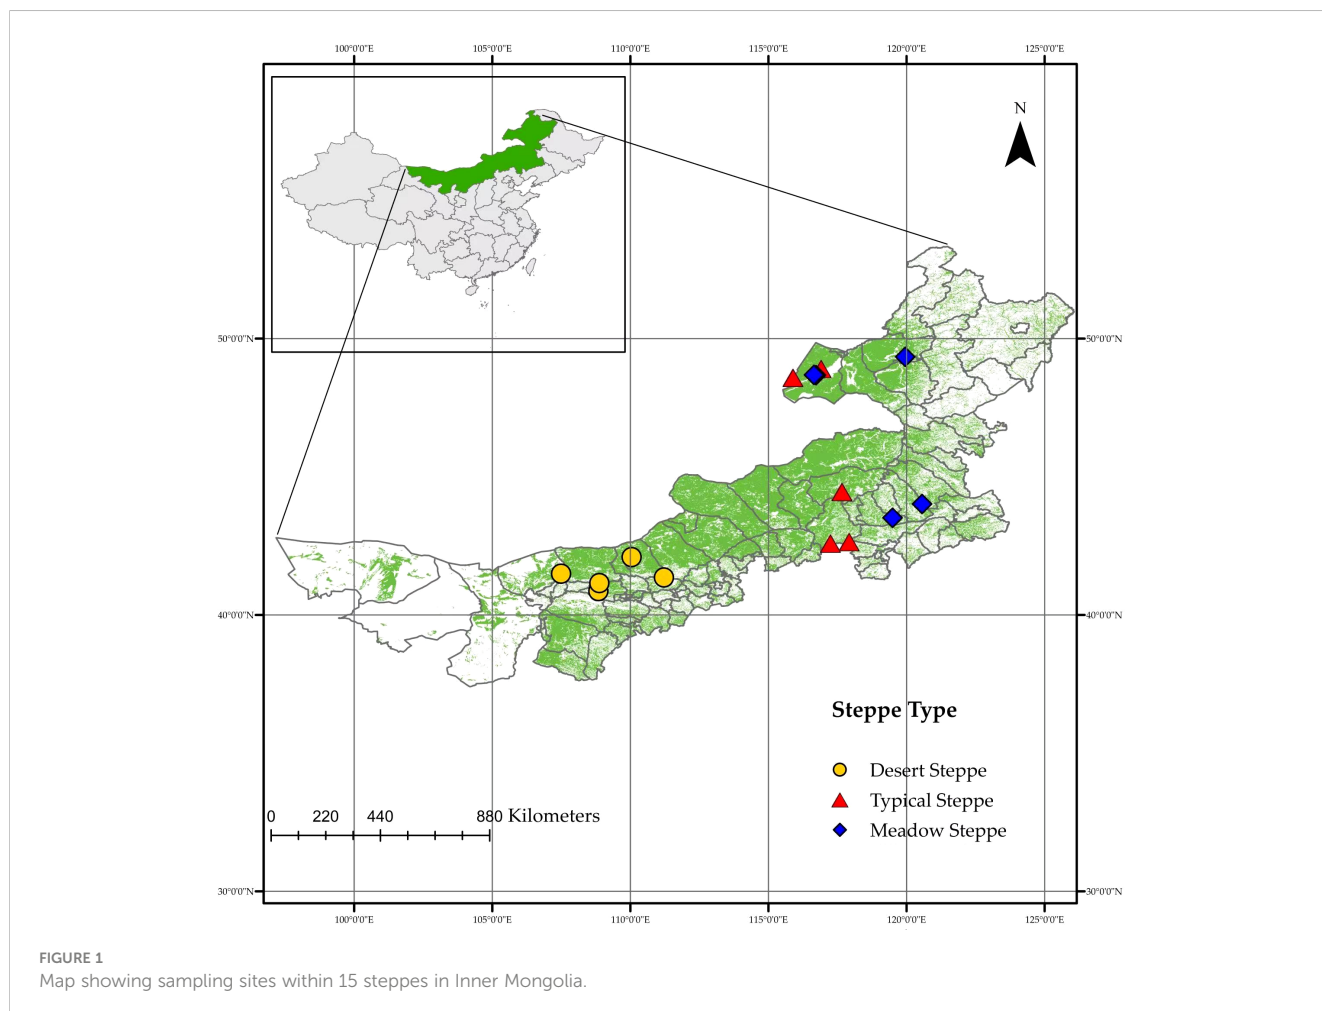 100°0'0"E 105°0'0"E 110°0'0"E 115°0'0"E 120°0'0"E 125°0'0"E
N
50°0'0"N 50°0'0"N
40°0'0"N 40°0'0"N
Steppe Type
Desert Steppe
Typical Steppe
Meadow Steppe
0 220 440 880 Kilometers
30°0'0"N 30°0'0"N
100°0'0"E 105°0'0"E 110°0'0"E 115°0'0"E 120°0'0"E 125°0'0"E
FIGURE 1
Map showing sampling sites within 15 steppes in Inner Mongolia.